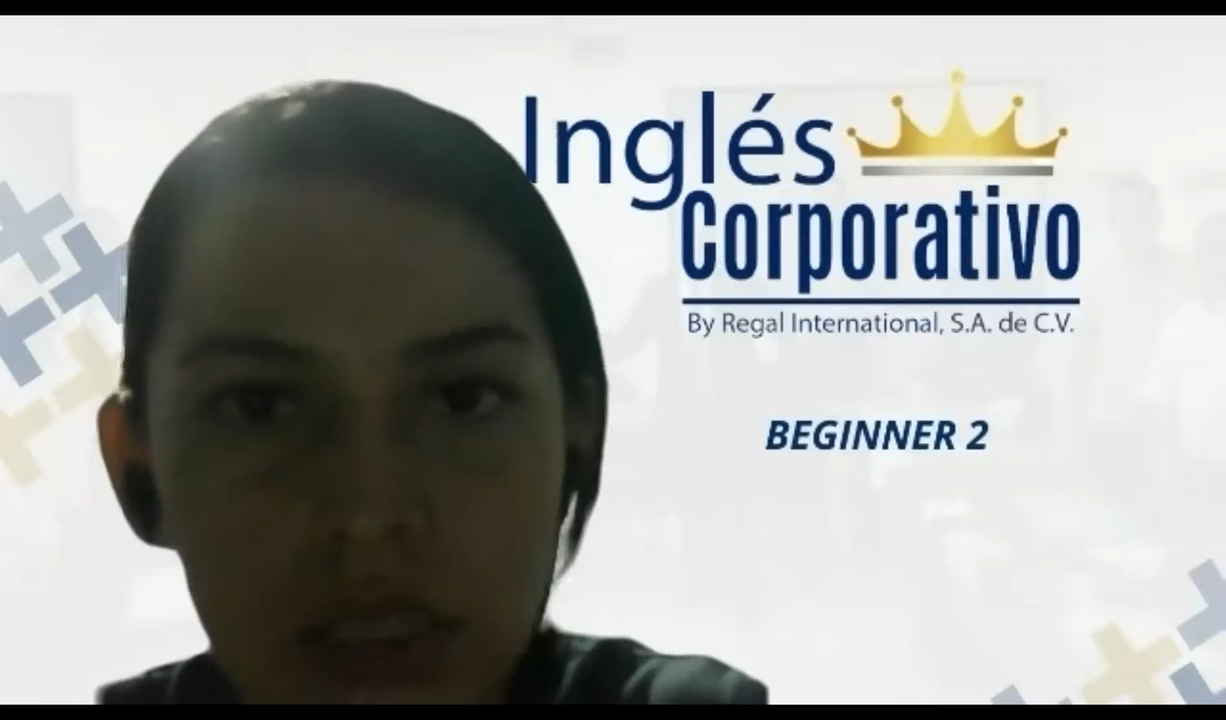 Inglés
Corporativo
By Regal International, S.A. de C.V.
BEGINNER 2